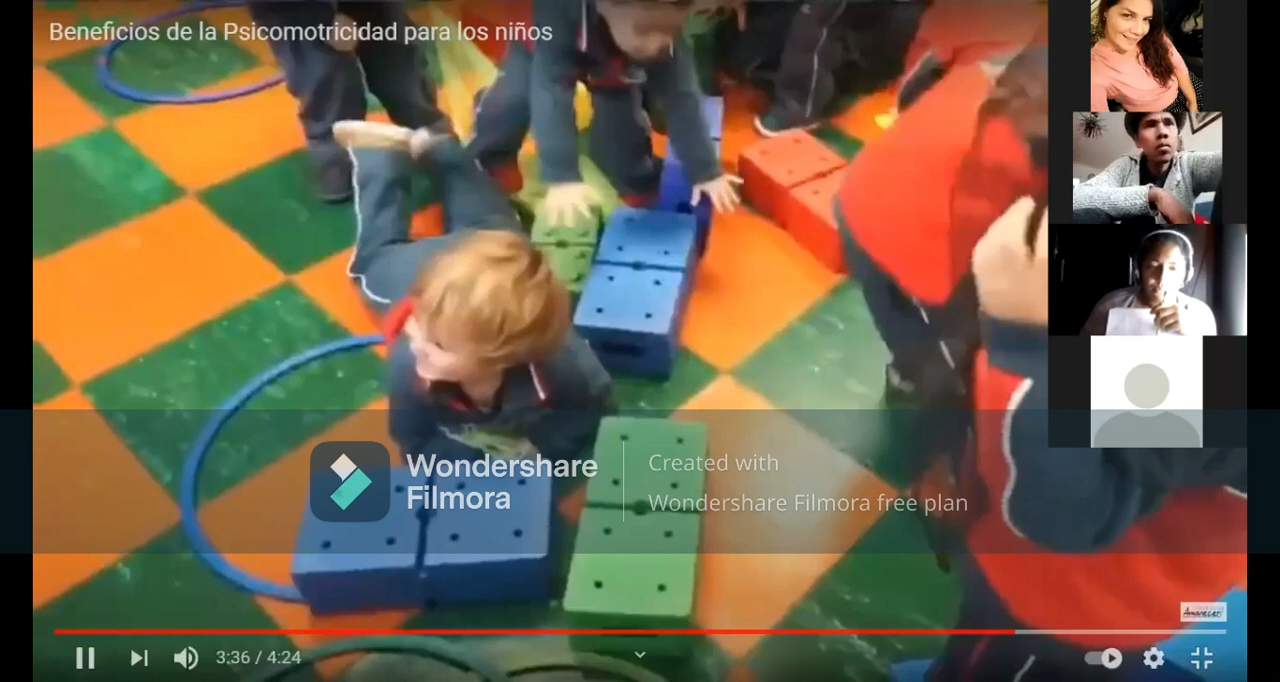 Beneficios de la Psicomotricidad para los niños
Wondershare
Filmora
Created with
Wondershare Filmora free plan
Amanecer
3:36 / 4:24